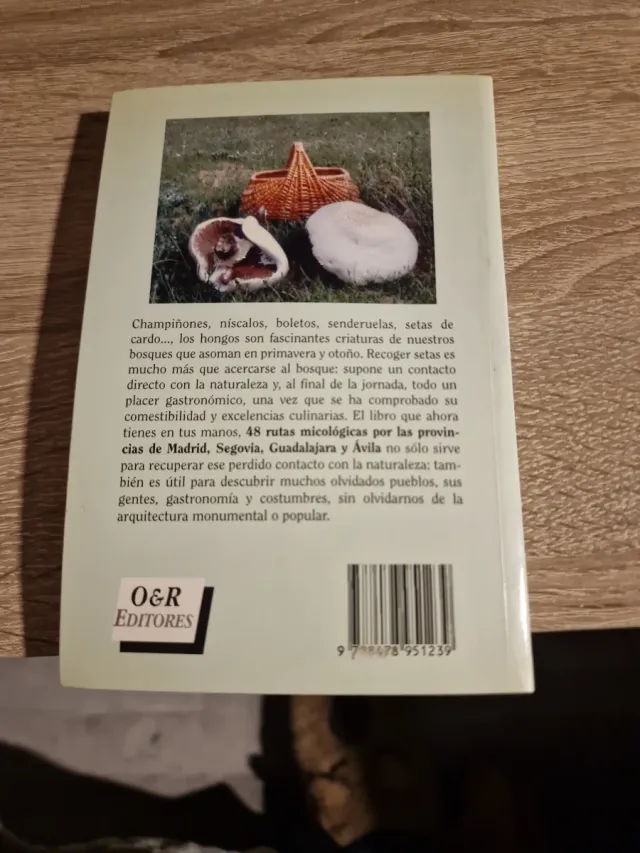 Champiñones, níscalos, boletos, senderuelas, setas de
cardo..., los hongos son fascinantes criaturas de nuestros
bosques que asoman en primavera y otoño. Recoger setas es
mucho más que acercarse al bosque: supone un contacto
directo con la naturaleza y, al final de la jornada, todo un
placer gastronómico, una vez que se ha comprobado su
comestibilidad y excelencias culinarias. El libro que ahora
tienes en tus manos, 48 rutas micológicas por las provin-
cias de Madrid, Segovia, Guadalajara y Ávila no sólo sirve
para recuperar ese perdido contacto con la naturaleza: tam-
bién es útil para descubrir muchos olvidados pueblos, sus
gentes, gastronomía y costumbres, sin olvidarnos de la
arquitectura monumental o popular.
O&R
EDITORES
9 788478 951239